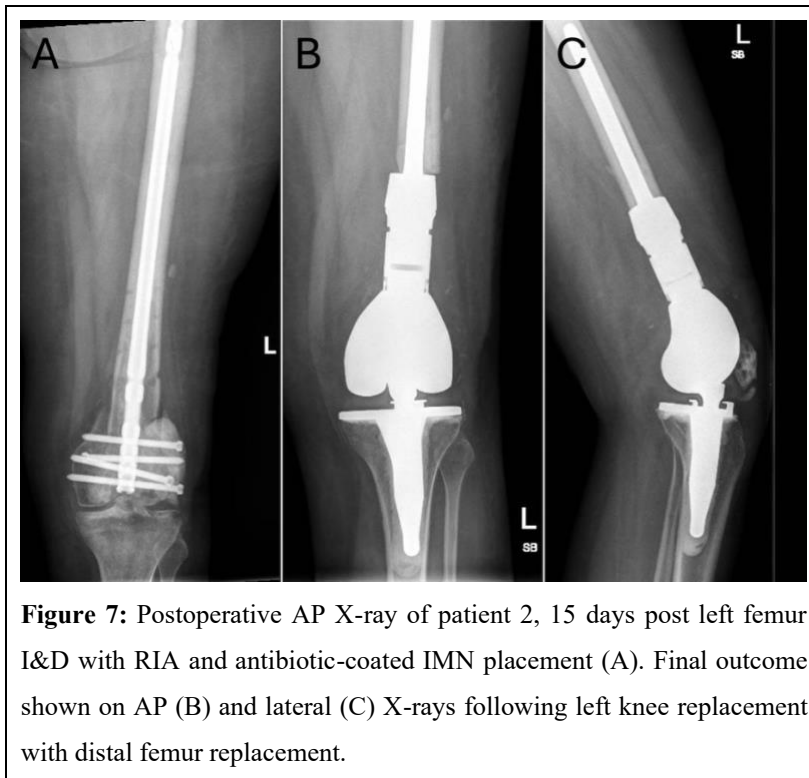 A
B
C
L
SB
L
L
SB
Figure 7: Postoperative AP X-ray of patient 2, 15 days post left femur
I&D with RIA and antibiotic-coated IMN placement (A). Final outcome
shown on AP (B) and lateral (C) X-rays following left knee replacement
with distal femur replacement.